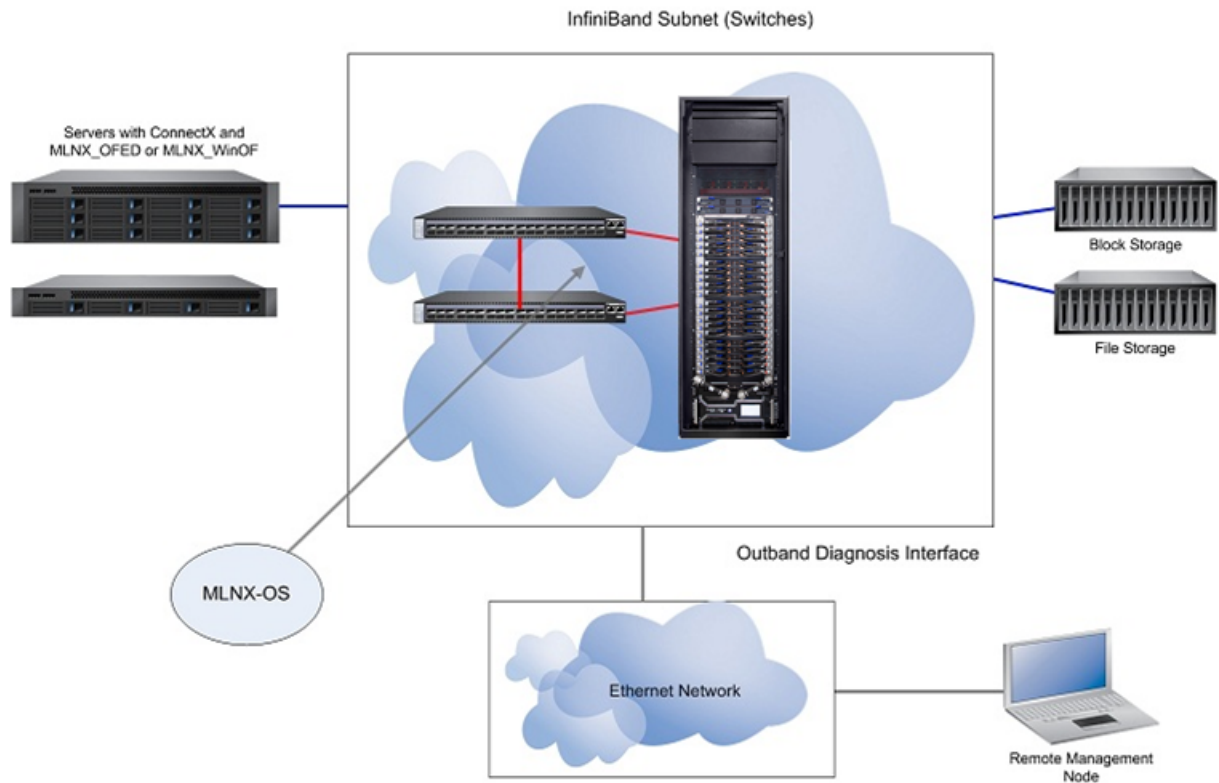 InfiniBand Subnet (Switches)
Servers with ConnectX and
MLNX_OFED or MLNX_WinOF
Block Storage
File Storage
Outband Diagnosis Interface
MLNX-OS
Ethernet Network
Remote Management
Node